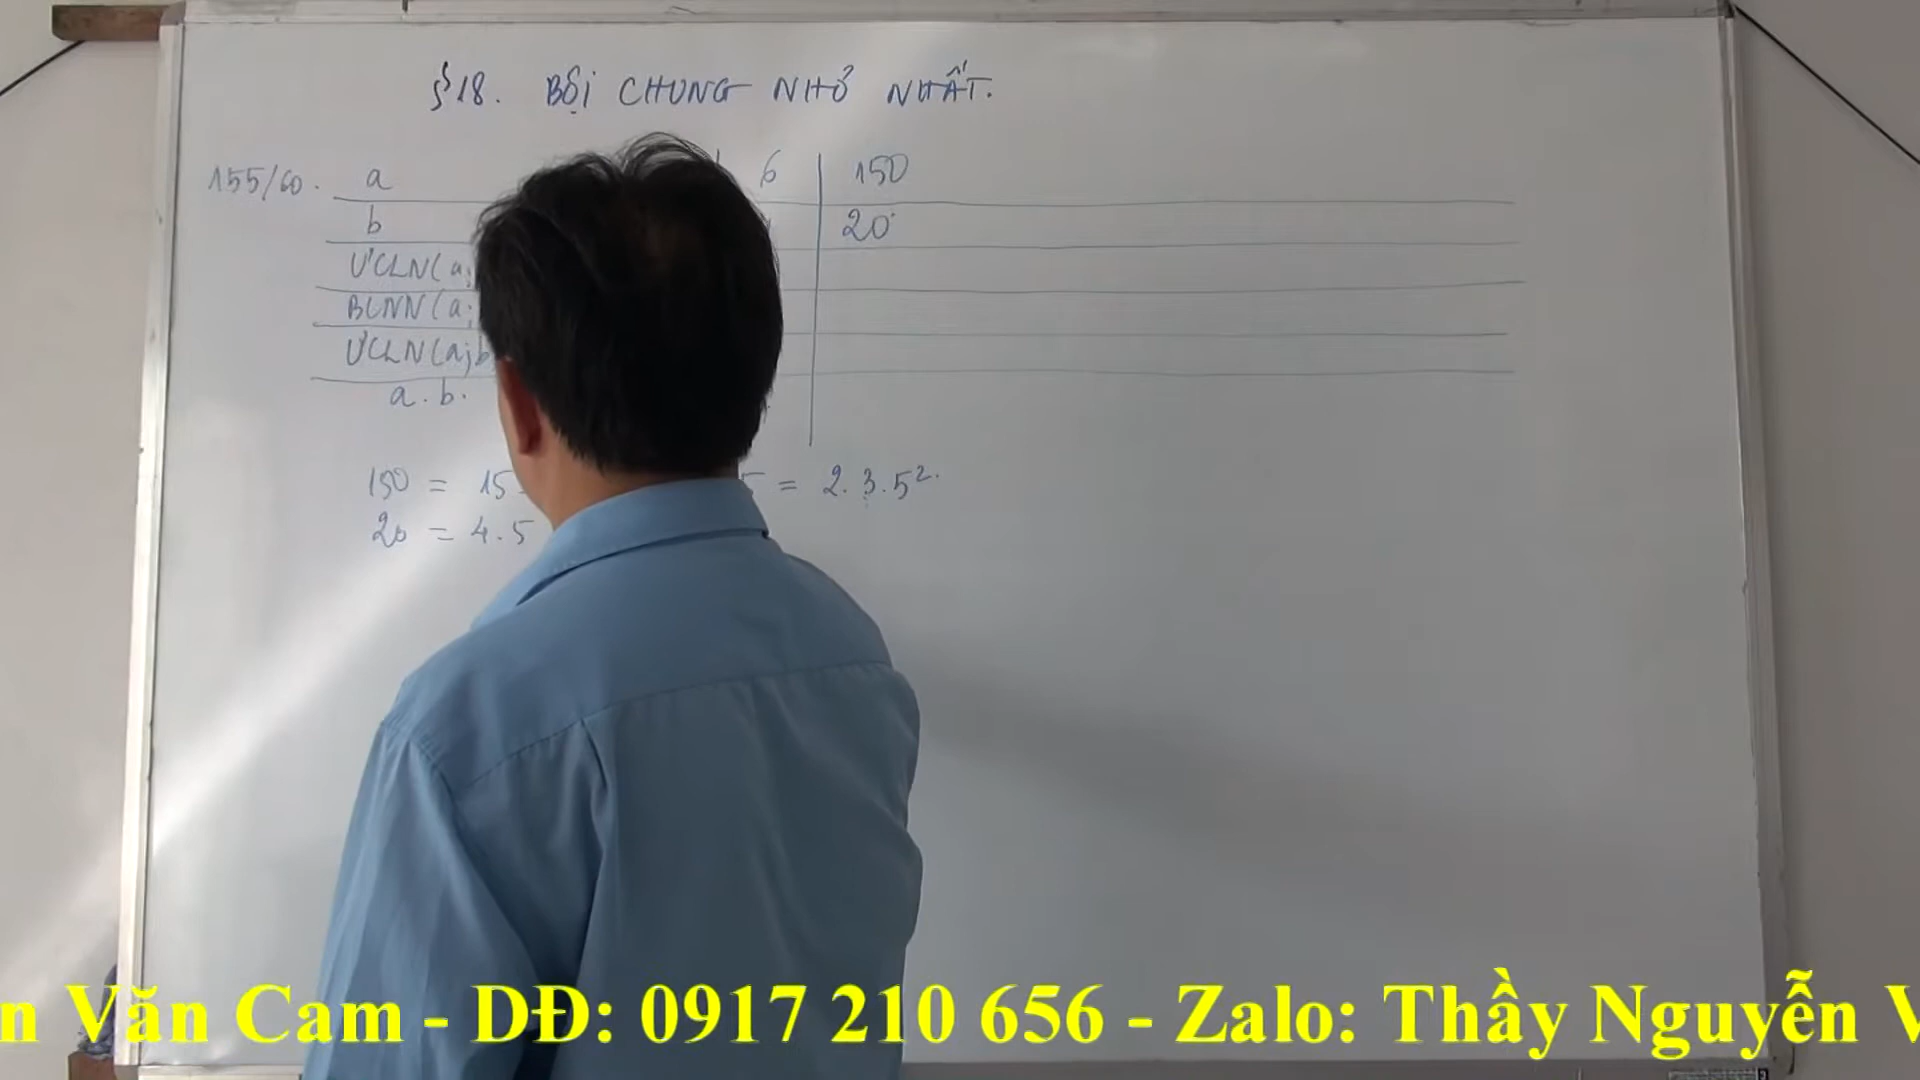 §18. BỘI CHUNG NHỎ NHẤT.
155/60. a 6 150
b 20
ƯCLN(a;
BCNN(a;
ƯCLN(a;b
a.b.
150 = 15 = 2.3.5².
20 = 4.5
n Văn Cam - DĐ: 0917 210 656 - Zalo: Thầy Nguyễn V